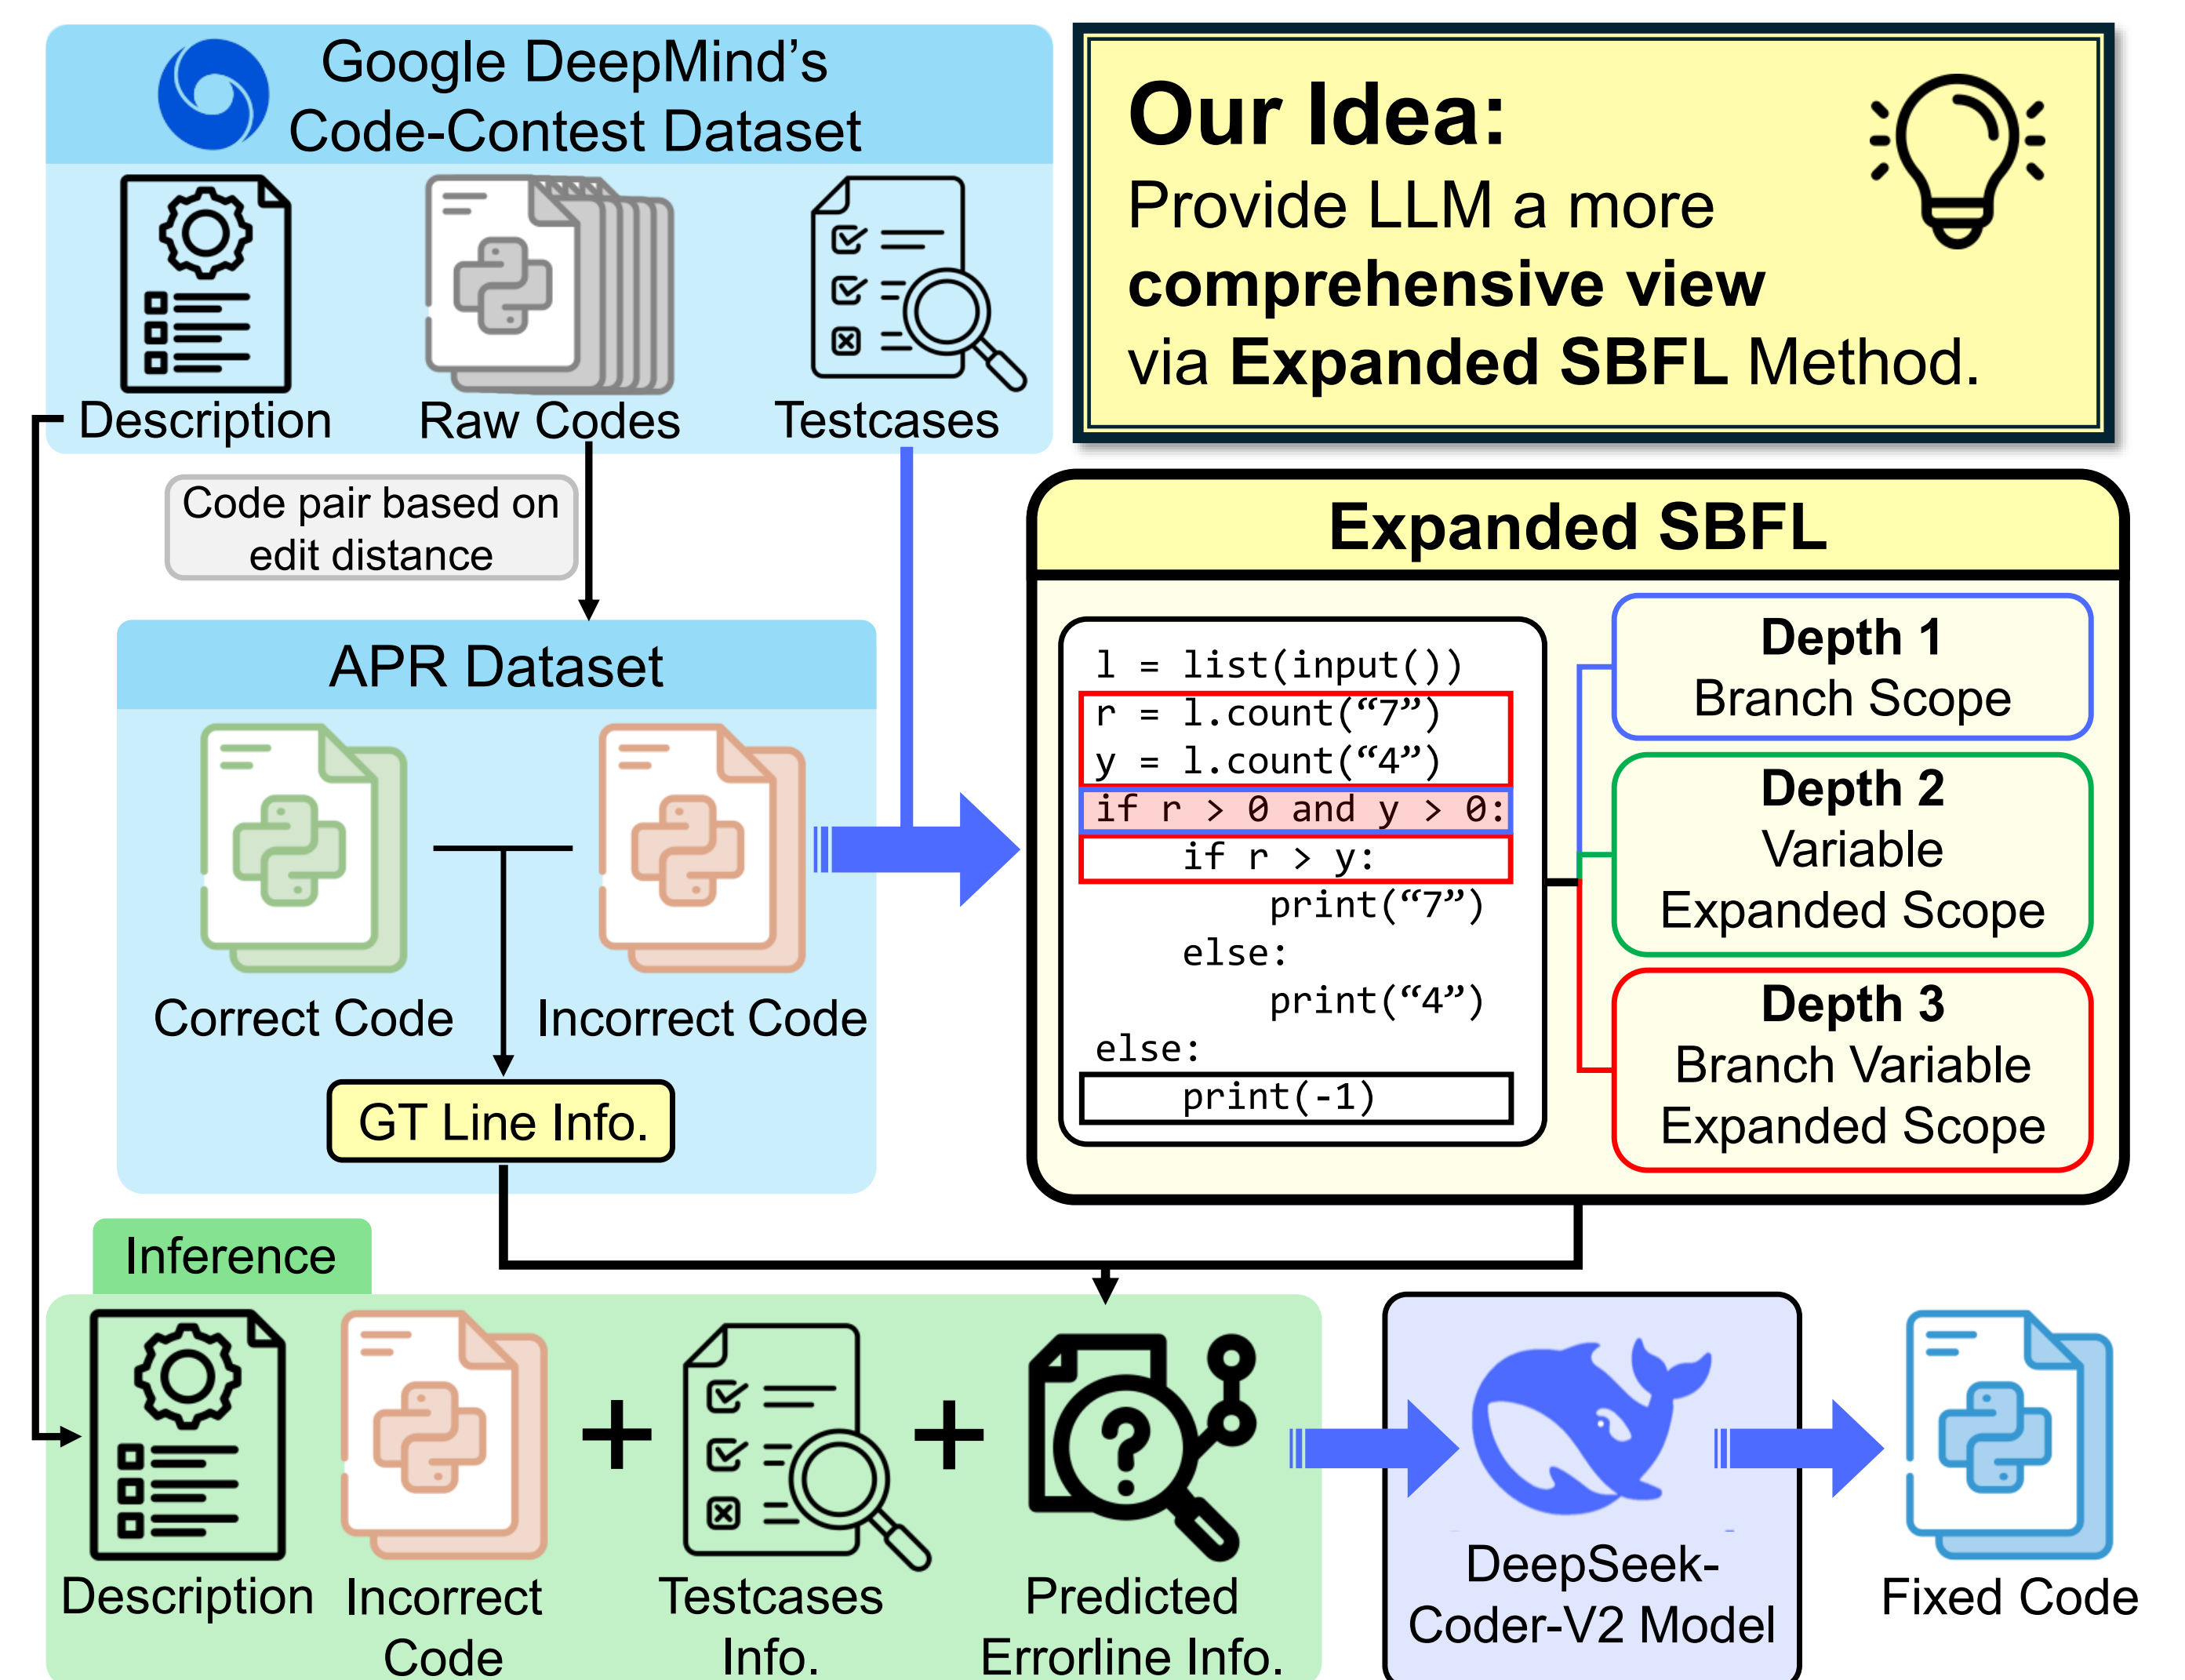 Google DeepMind's
Code-Contest Dataset
Description
Raw Codes
Testcases
Our Idea:
Provide LLM a more
comprehensive view
via Expanded SBFL Method.
Code pair based on
edit distance
APR Dataset
Correct Code
Incorrect Code
GT Line Info.
Expanded SBFL
l = list(input())
r = l.count(“7”)
y = l.count(“4”)
if r > 0 and y > 0:
if r > y:
print(“7”)
else:
print(“4”)
else:
print(-1)
Depth 1
Branch Scope
Depth 2
Variable
Expanded Scope
Depth 3
Branch Variable
Expanded Scope
Inference
Description
Incorrect
Code
Testcases
Info.
Predicted
Errorline Info.
DeepSeek-
Coder-V2 Model
Fixed Code